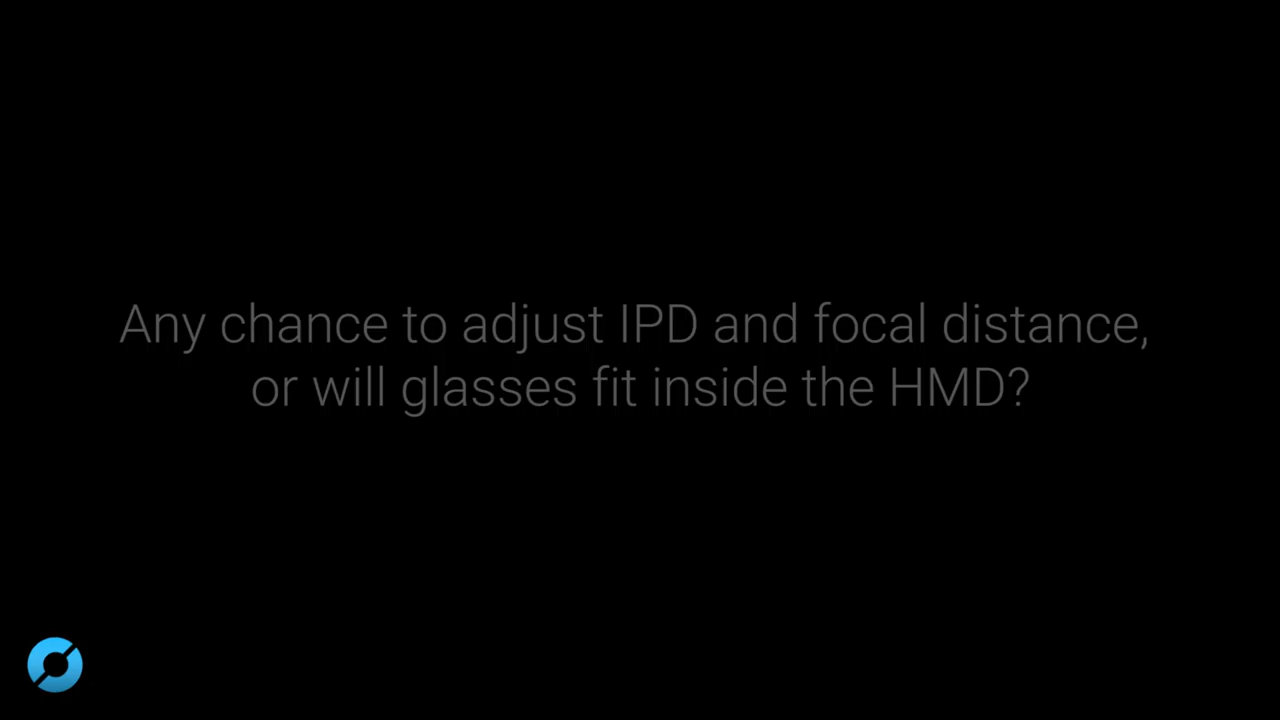 Any chance to adjust IPD and focal distance,
or will glasses fit inside the HMD?